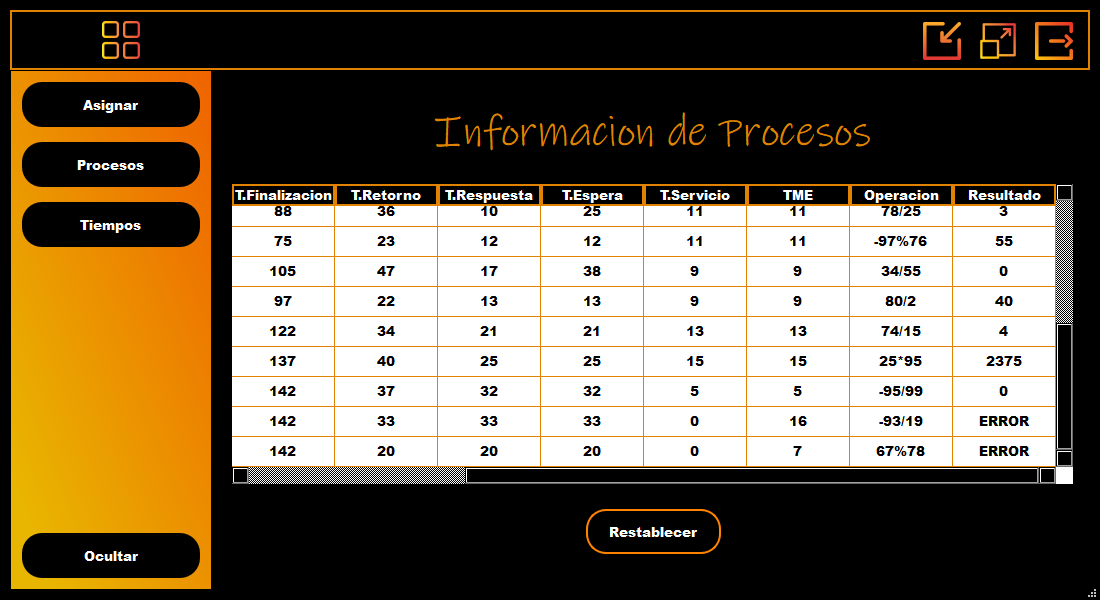 Asignar
Procesos
Tiempos
Ocultar
Informacion de Procesos
T.Finalizacion T.Retorno T.Respuesta T.Espera T.Servicio TME Operacion Resultado
88 36 10 25 11 11 78/25 3
75 23 12 12 11 11 -97%76 55
105 47 17 38 9 9 34/55 0
97 22 13 13 9 9 80/2 40
122 34 21 21 13 13 74/15 4
137 40 25 25 15 15 25*95 2375
142 37 32 32 5 5 -95/99 0
142 33 33 33 0 16 -93/19 ERROR
142 20 20 20 0 7 67%78 ERROR
Restablecer